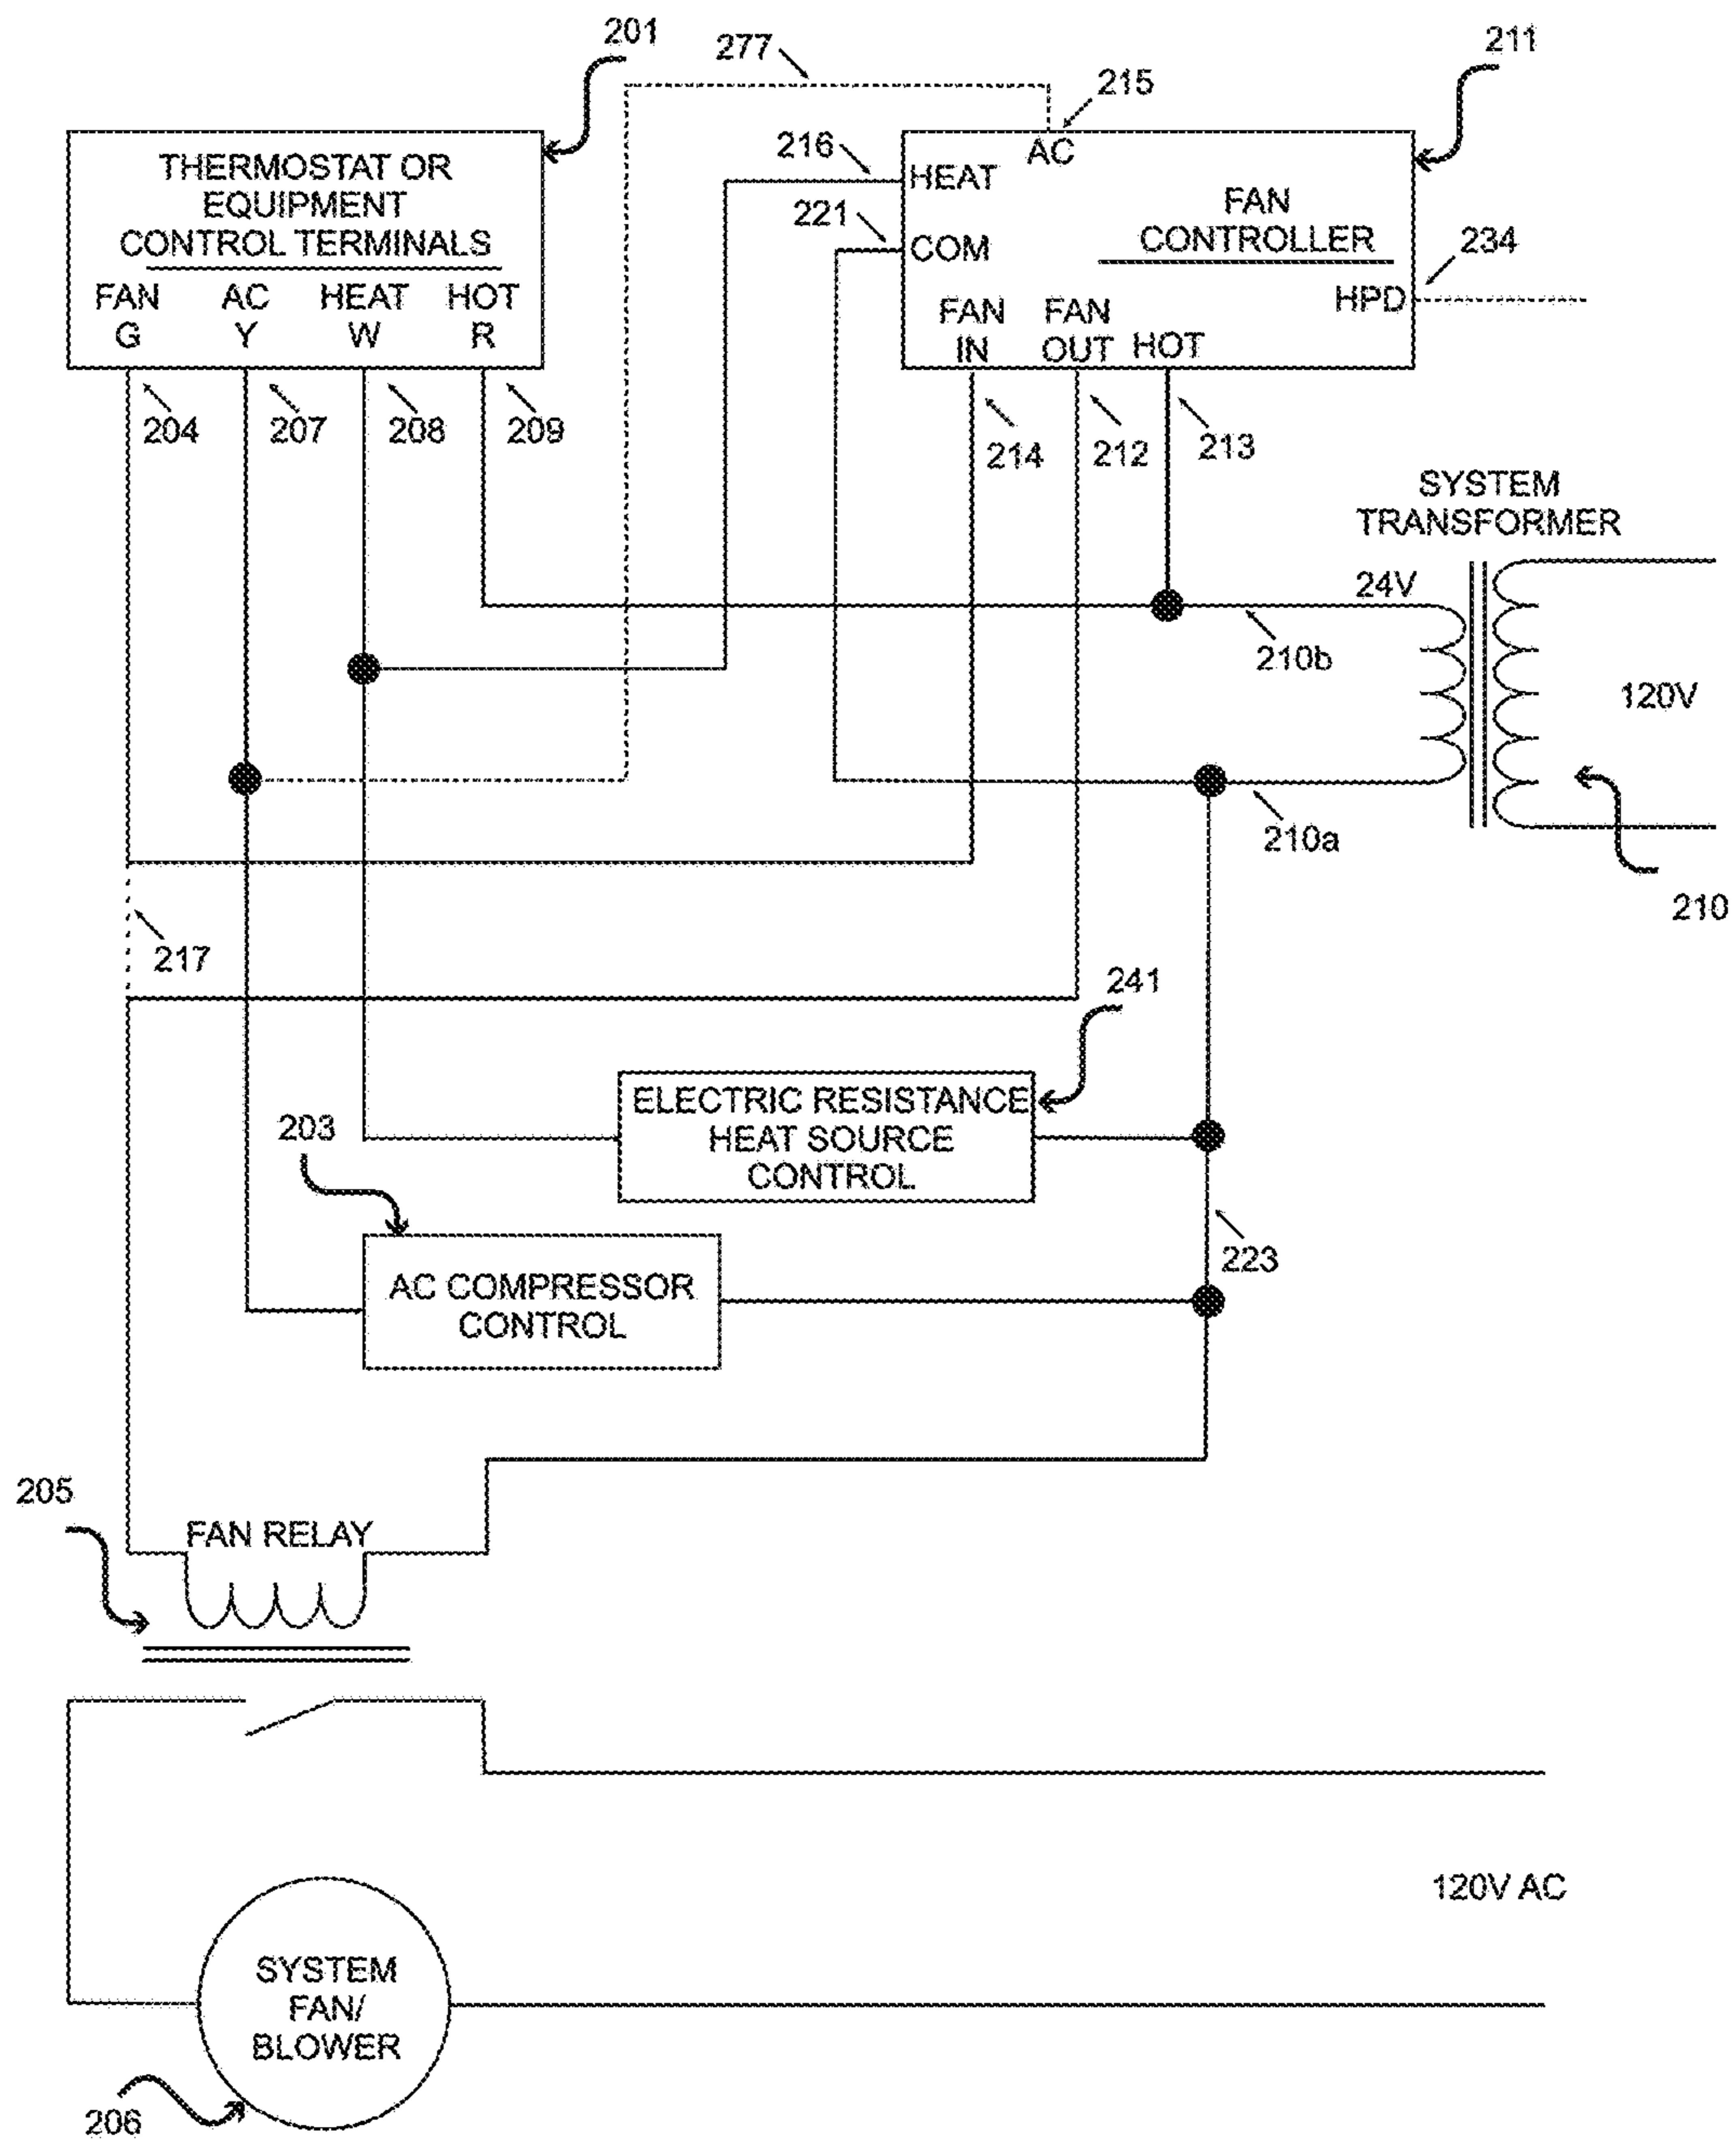 201
277
215
211
THERMOSTAT OR
EQUIPMENT
CONTROL TERMINALS
FAN AC HEAT HOT
G Y W R
216
221
HEAT
AC
COM
FAN
CONTROLLER
234
HPD
FAN FAN
IN OUT HOT
204
207
208
209
214
212
213
SYSTEM
TRANSFORMER
24V
210b
120V
210a
210
217
241
ELECTRIC RESISTANCE
HEAT SOURCE
CONTROL
203
223
AC COMPRESSOR
CONTROL
205
FAN RELAY
120V AC
SYSTEM
FAN/
BLOWER
206